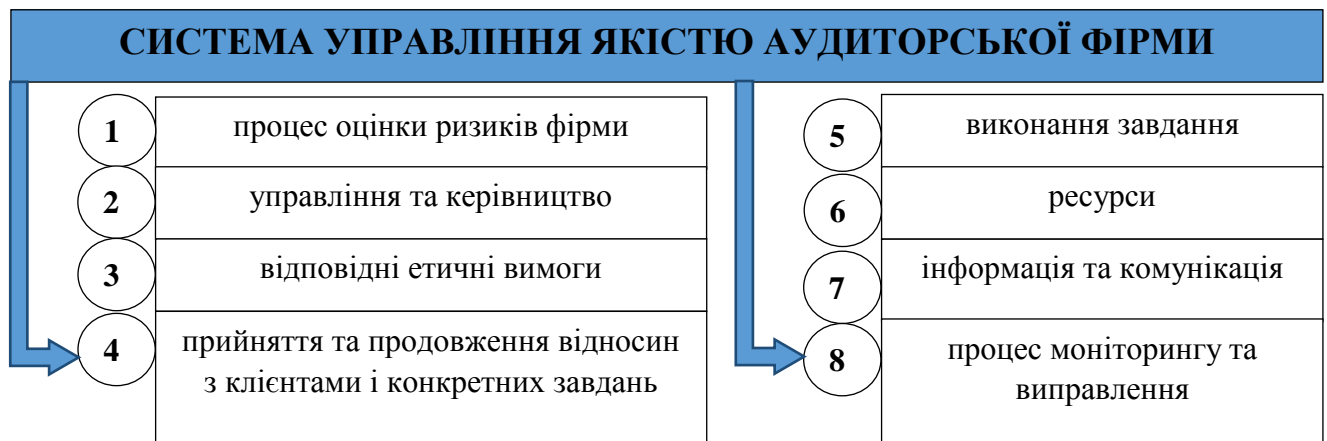 СИСТЕМА УПРАВЛІННЯ ЯКІСТЮ АУДИТОРСЬКОЇ ФІРМИ
1 процес оцінки ризиків фірми
2 управління та керівництво
3 відповідні етичні вимоги
4 прийняття та продовження відносин
з клієнтами і конкретних завдань
5 виконання завдання
6 ресурси
7 інформація та комунікація
8 процес моніторингу та
виправлення